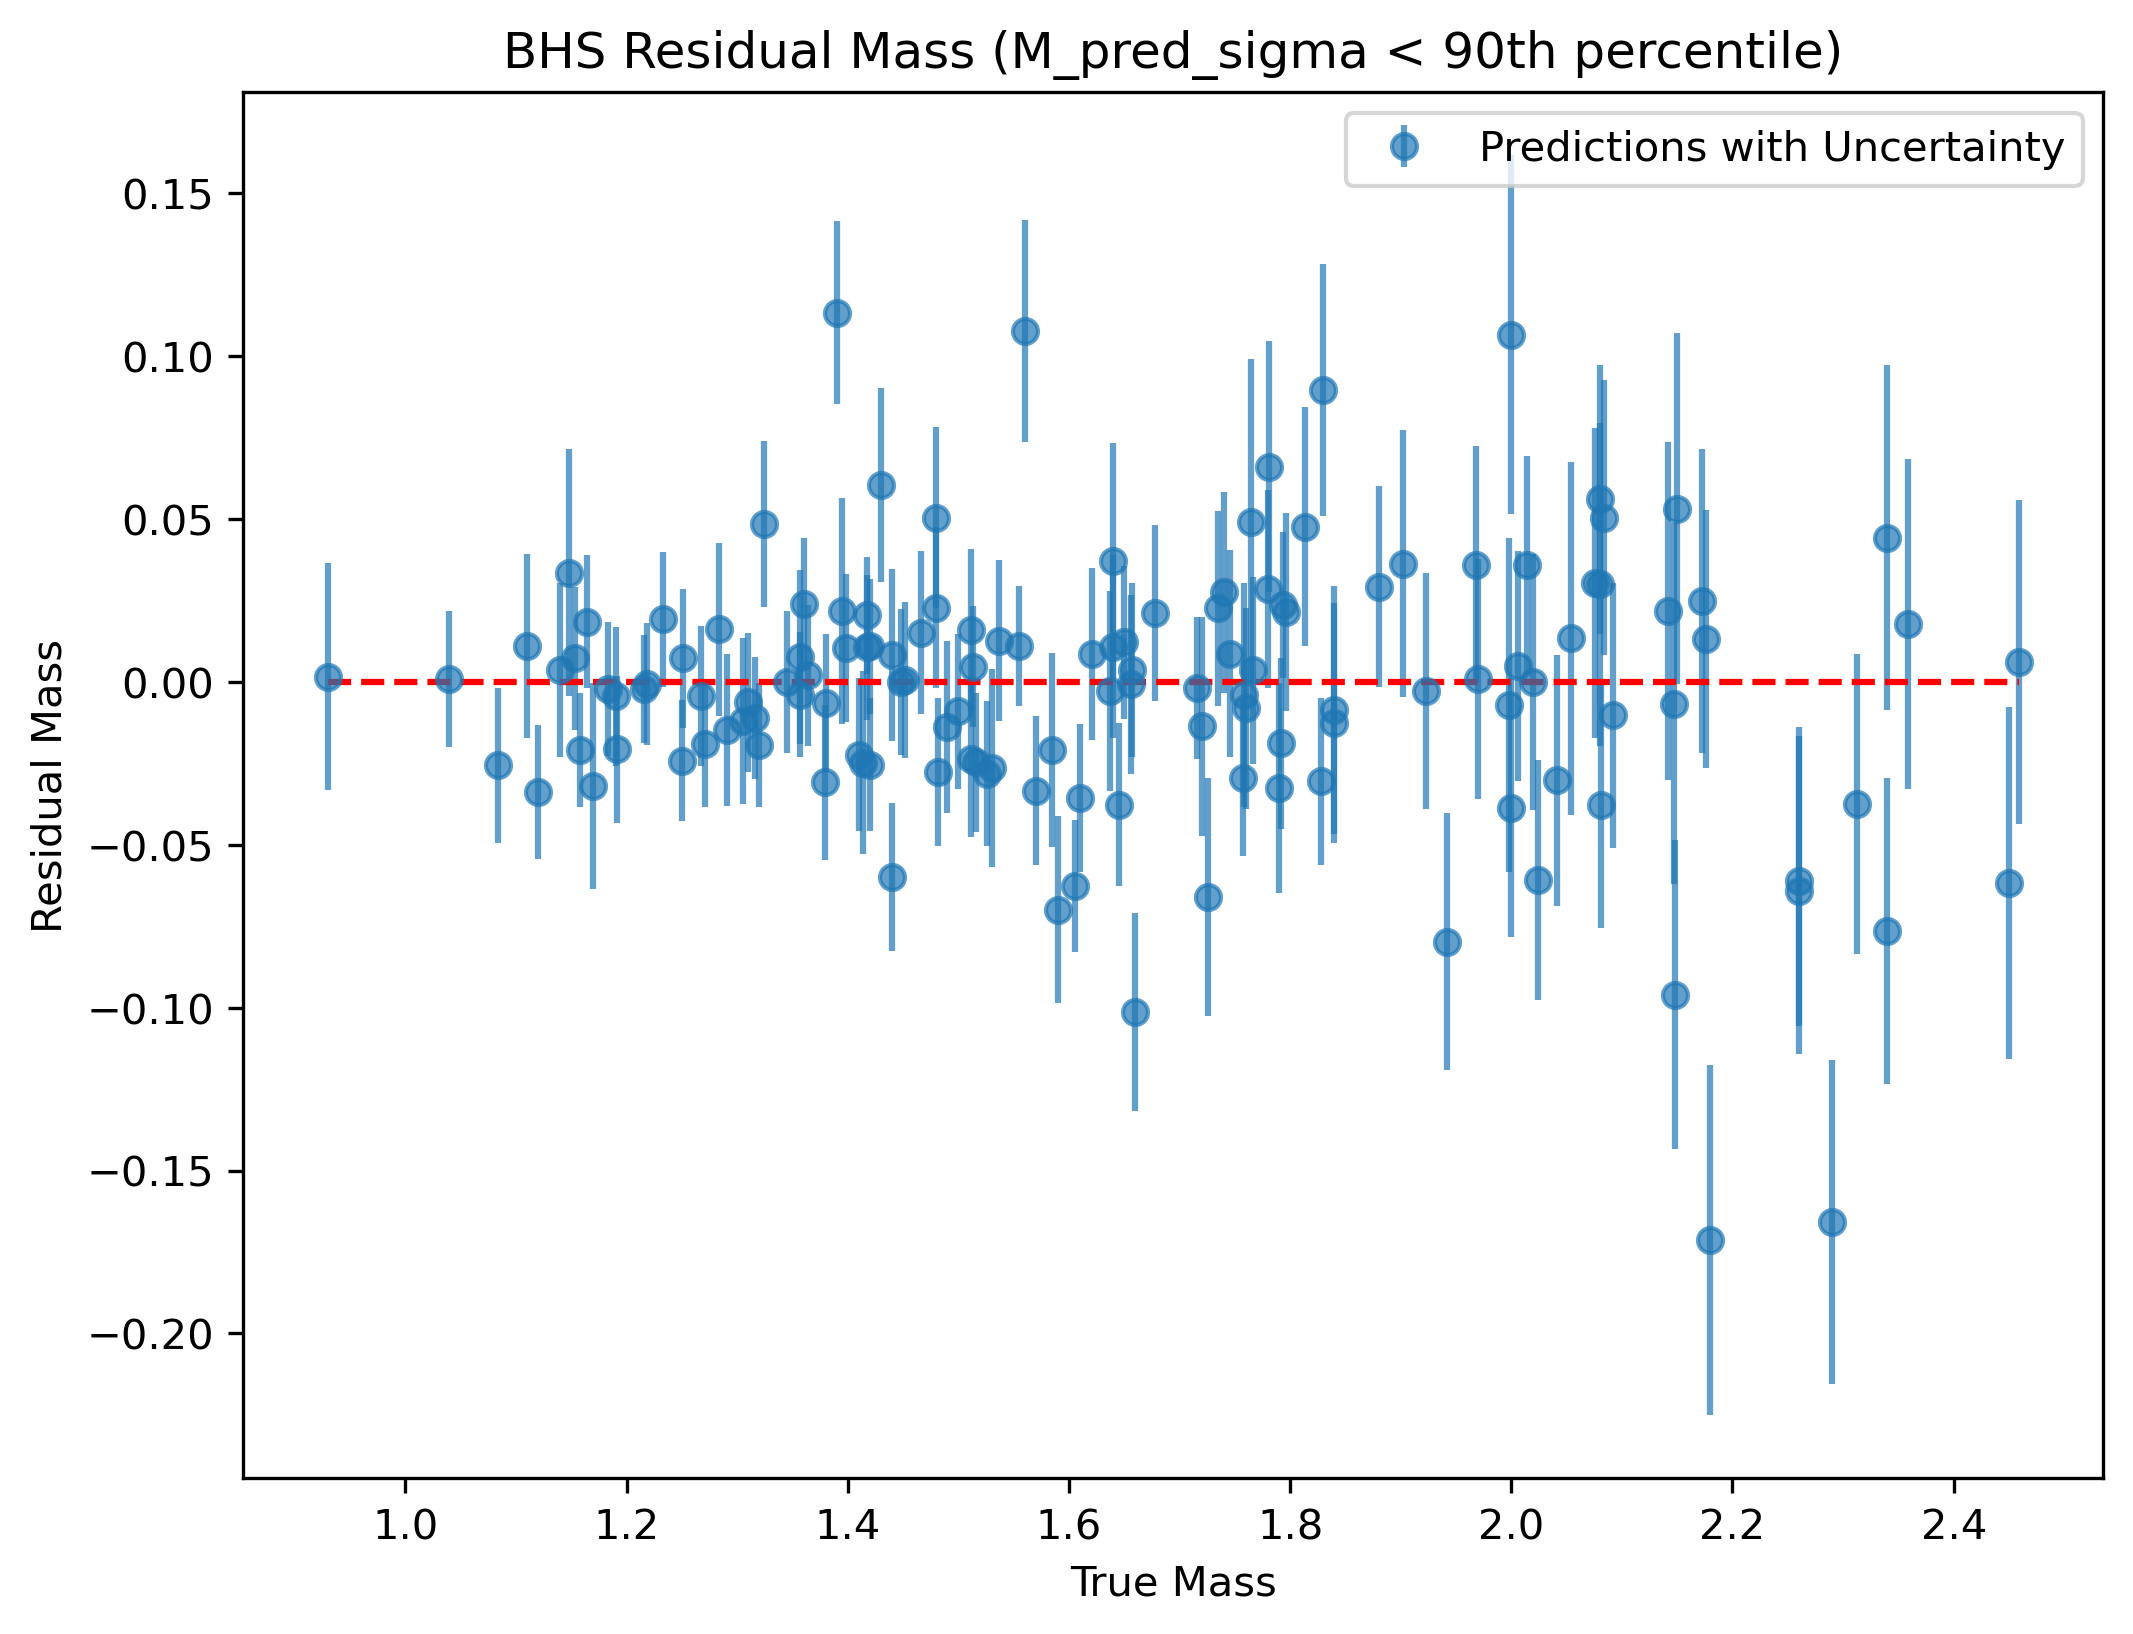 BHS Residual Mass (M_pred_sigma < 90th percentile)
Predictions with Uncertainty
0.15
0.10
0.05
0.00
−0.05
−0.10
−0.15
−0.20
Residual Mass
1.0 1.2 1.4 1.6 1.8 2.0 2.2 2.4
True Mass